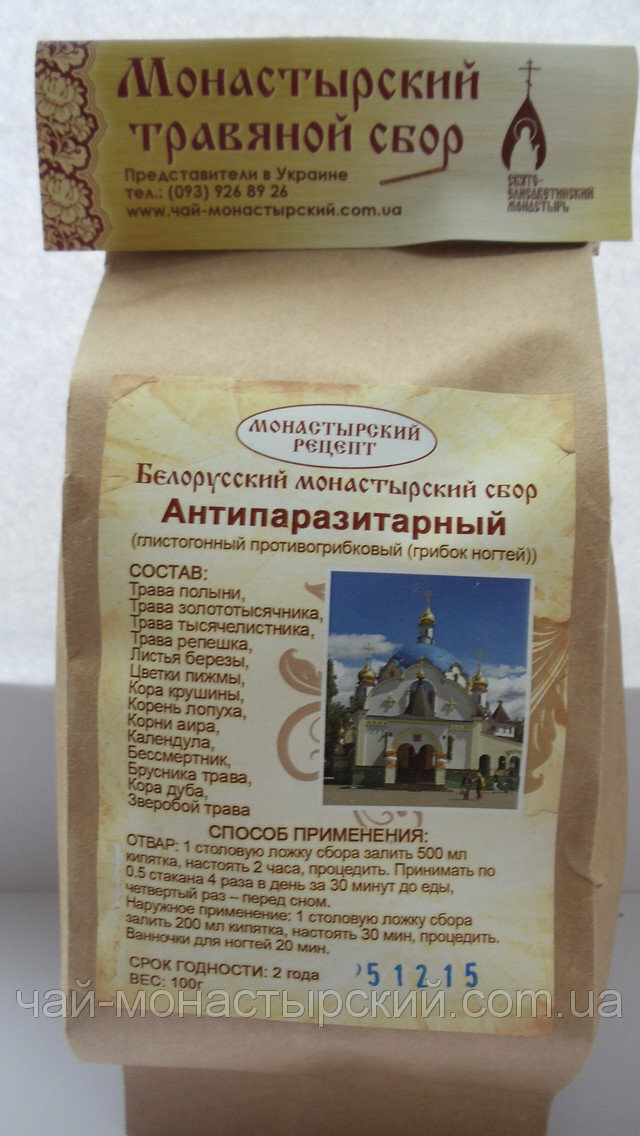 Монастырский
травяной сбор
Представители в Украине
тел.: (093) 926 89 26
www.чай-монастырский.com.ua
Свято-
Елисаветинский
монастырь
Монастырский
рецепт
Белорусский монастырский сбор
Антипаразитарный
(глистогонный противогрибковый (грибок ногтей))
СОСТАВ:
Трава полыни,
Трава золототысячника,
Трава тысячелистника,
Трава репешка,
Листья березы,
Цветки пижмы,
Кора крушины,
Корень лопуха,
Корни аира,
Календула,
Бессмертник,
Брусника трава,
Кора дуба,
Зверобой трава
СПОСОБ ПРИМЕНЕНИЯ:
ОТВАР: 1 столовую ложку сбора залить 500 мл
кипятка, настоять 2 часа, процедить. Принимать по
0.5 стакана 4 раза в день за 30 минут до еды,
четвертый раз – перед сном.
Наружное применение: 1 столовую ложку сбора
залить 200 мл кипятка, настоять 30 мин, процедить.
Ванночки для ногтей 20 мин.
СРОК ГОДНОСТИ: 2 года
51215
ВЕС: 100г
чай-монастырский.com.ua